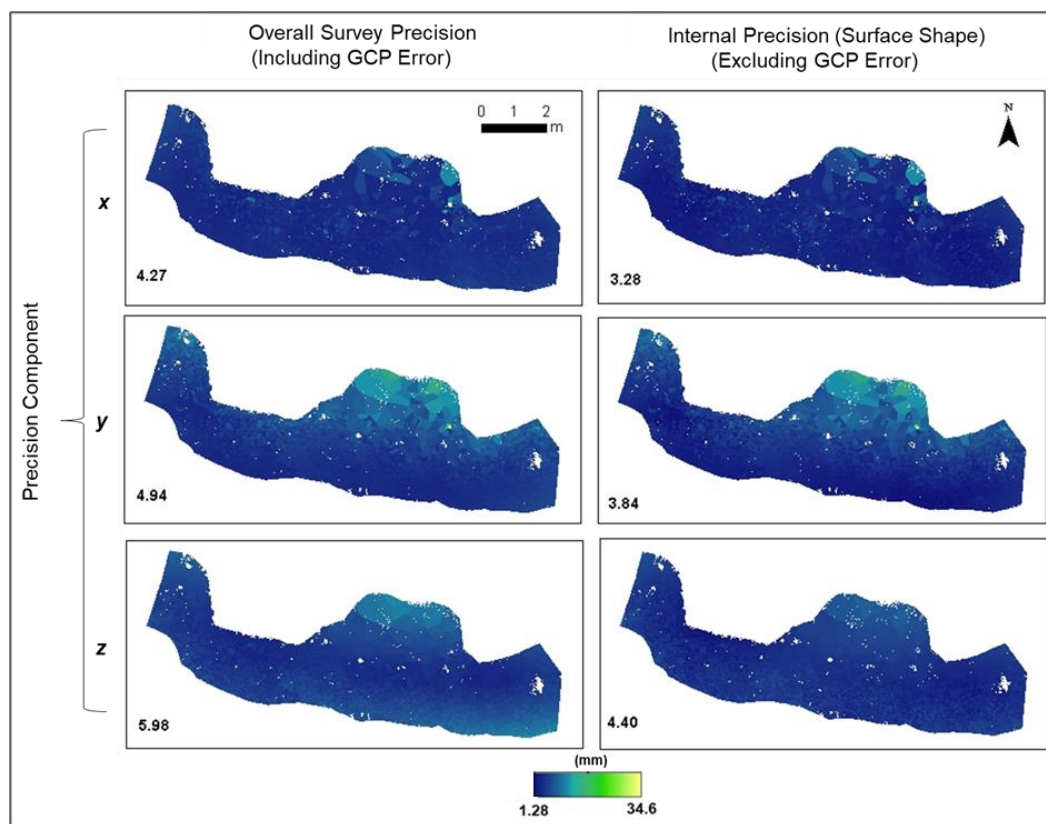 Overall Survey Precision
(Including GCP Error)
Internal Precision (Surface Shape)
(Excluding GCP Error)
Precision Component
x
0 1 2
m
4.27
N
3.28
y
4.94
3.84
z
5.98
4.40
(mm)
1.28
34.6